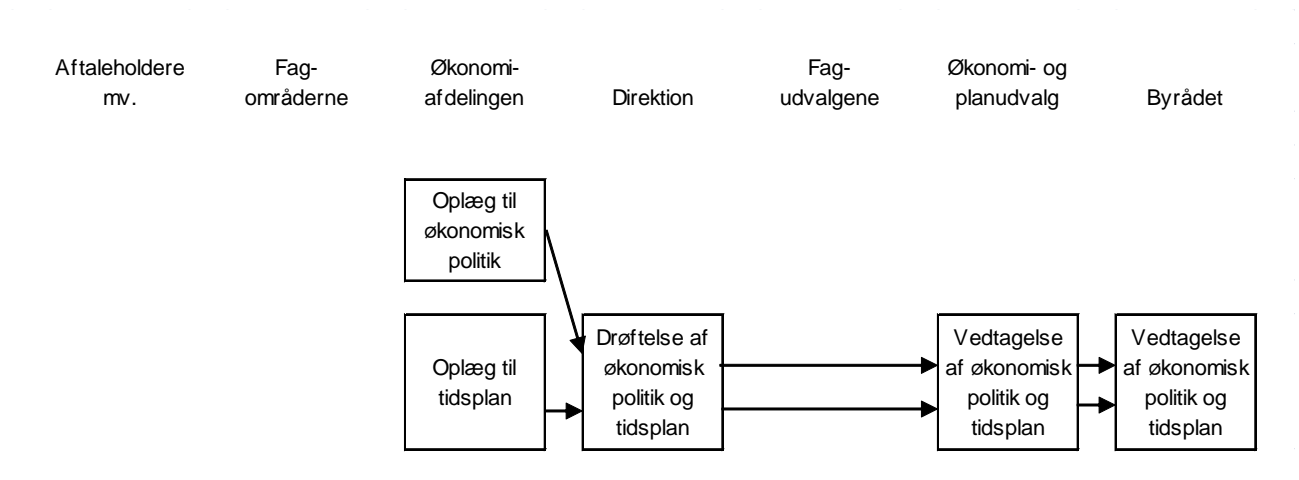 Aftaleholdere
mv.
Fag-
områderne
Økonomi-
afdelingen
Direktion
Fag-
udvalgene
Økonomi- og
planudvalg
Byrådet
Oplæg til
økonomisk
politik
Oplæg til
tidsplan
Drøftelse af
økonomisk
politik og
tidsplan
Vedtagelse
af økonomisk
politik og
tidsplan
Vedtagelse
af økonomisk
politik og
tidsplan